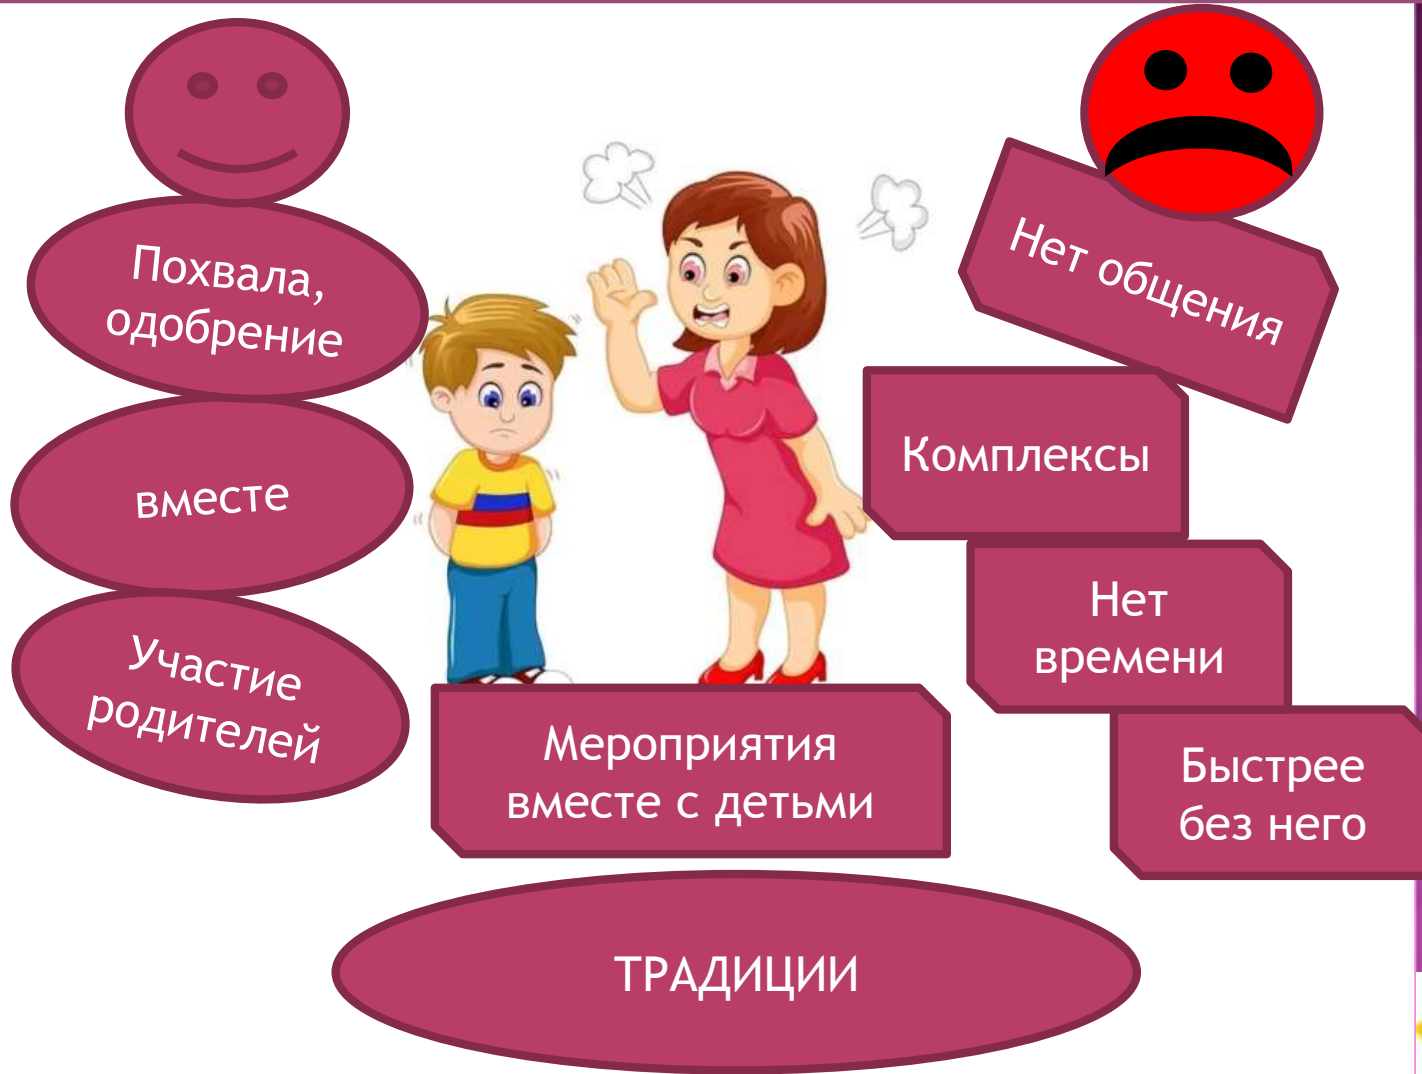 Похвала,
одобрение
вместе
Участие
родителей
Нет общения
Комплексы
Нет
времени
Быстрее
без него
Мероприятия
вместе с детьми
ТРАДИЦИИ